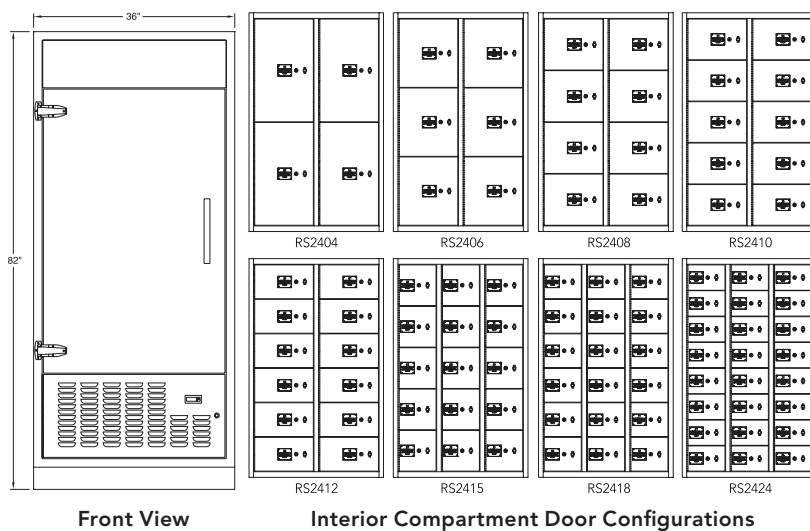 36"
82"
RS2404 RS2406 RS2408 RS2410
RS2412 RS2415 RS2418 RS2424
Front View Interior Compartment Door Configurations